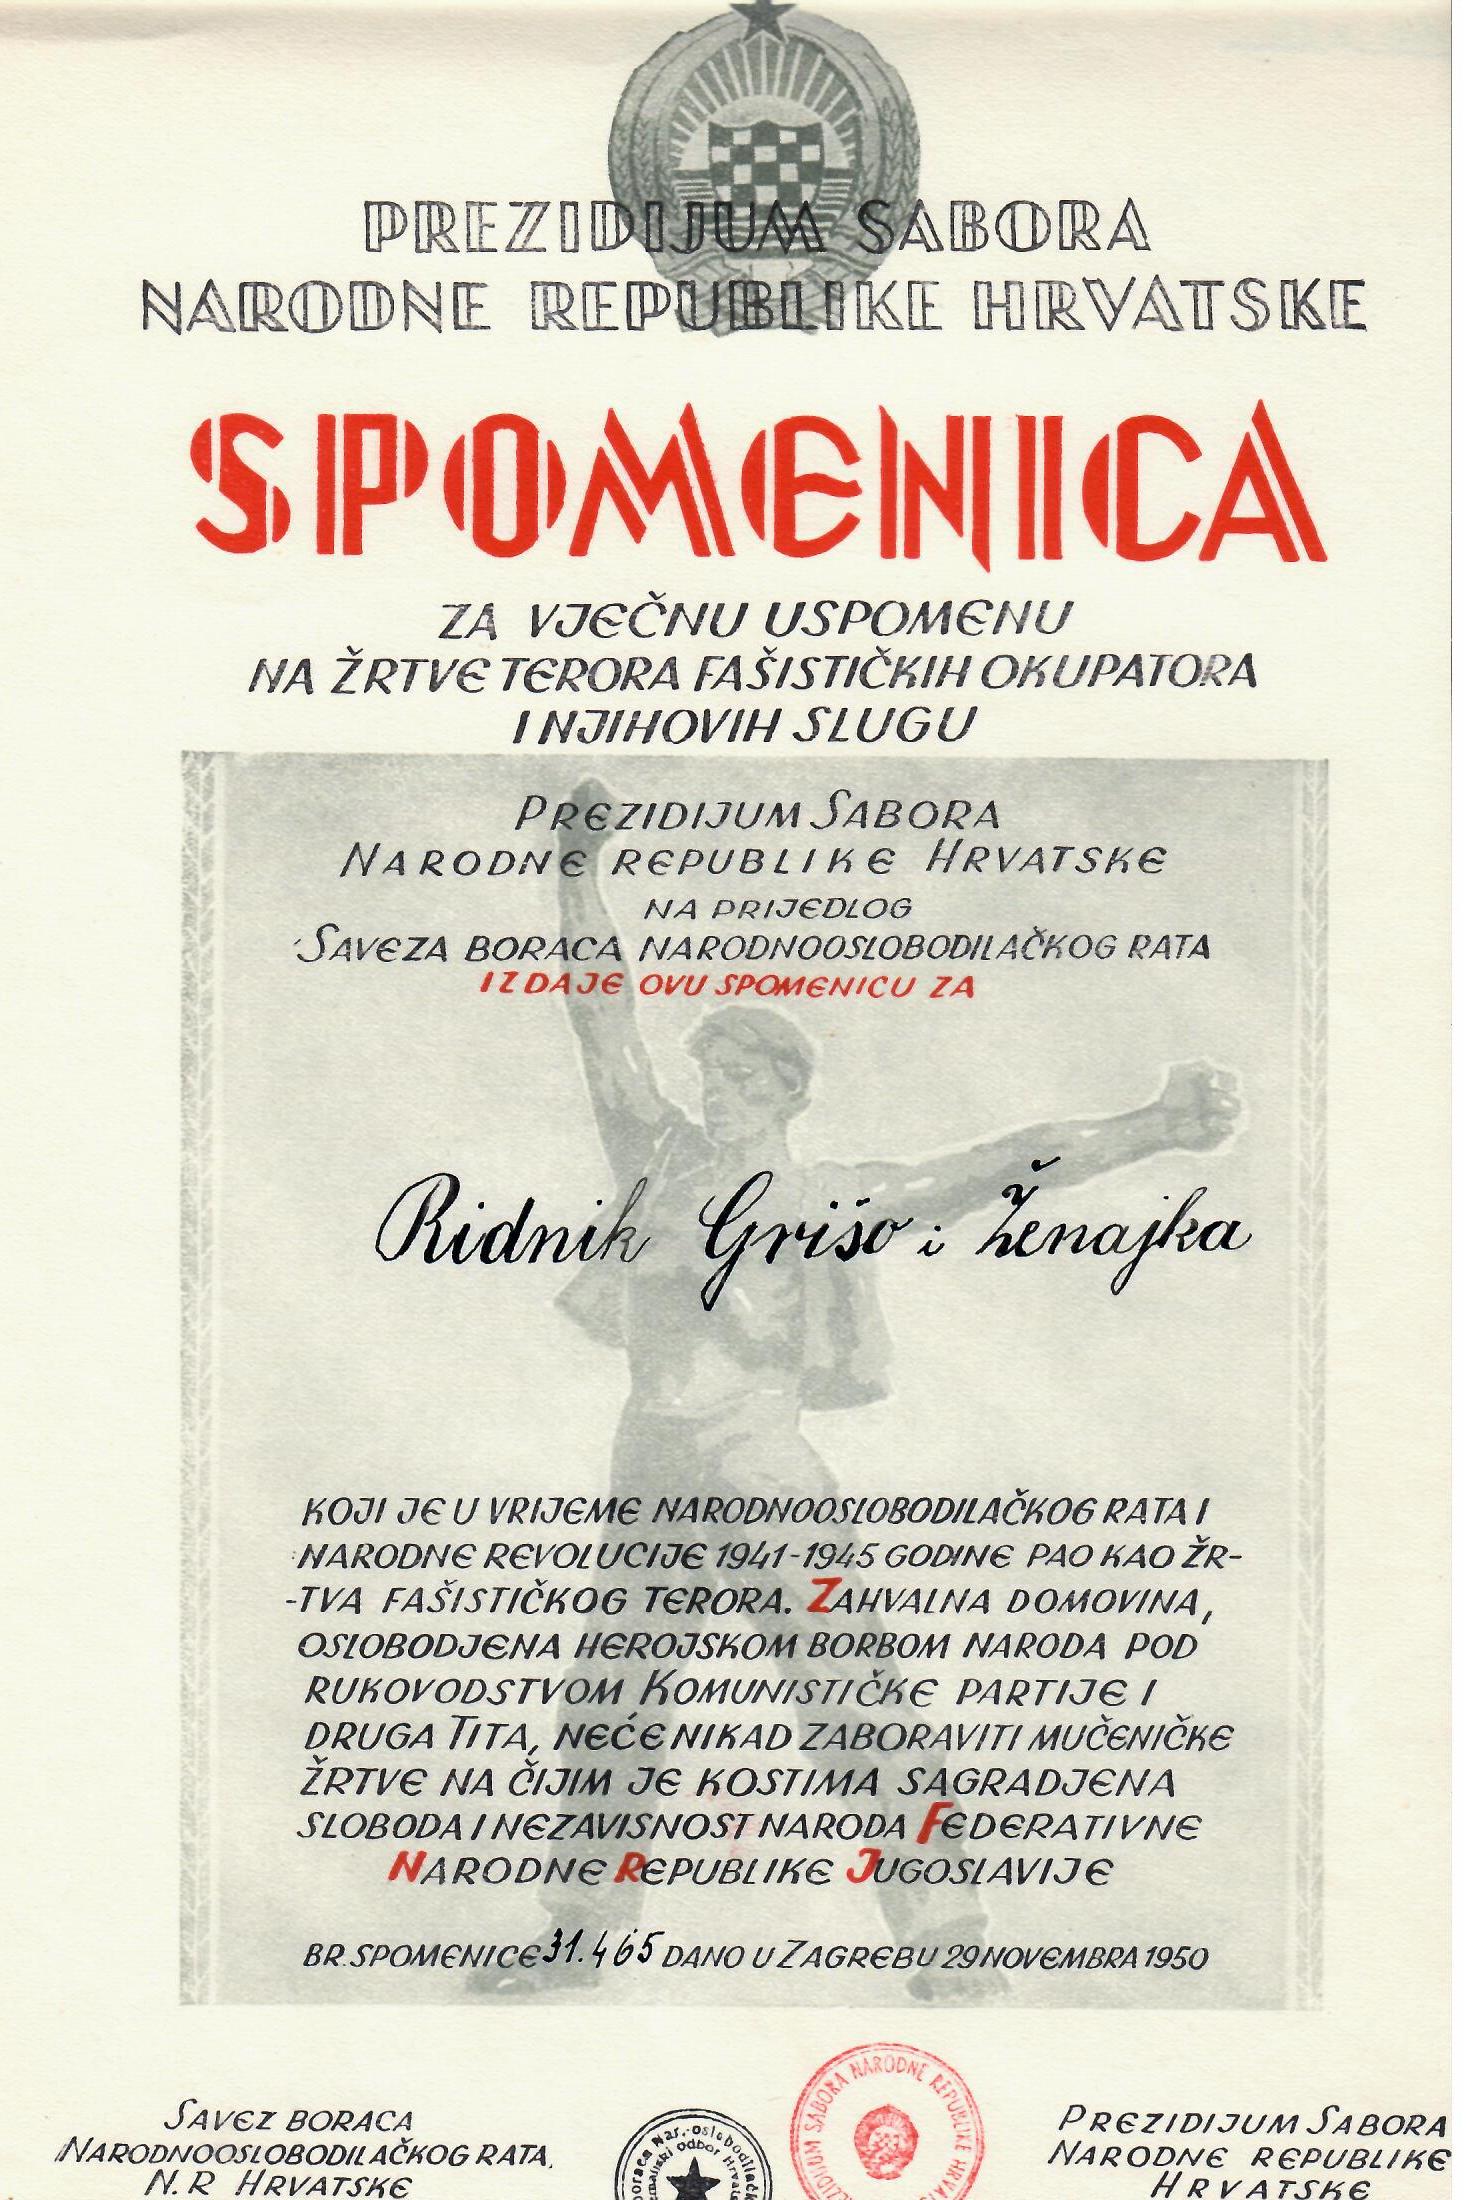 PREZIDIJUM SABORA
NARODNE REPUBLIKE HRVATSKE
SPOMENICA
ZA VJEČNU USPOMENU
NA ŽRTVE TERORA FAŠISTIČKIH OKUPATORA
I NJIHOVIH SLUGU
PREZIDIJUM SABORA
NARODNE REPUBLIKE HRVATSKE
NA PRIJEDLOG
SAVEZA BORACA NARODNOOSLOBODILAČKOG RATA
IZDAJE OVU SPOMENICU ZA
Ridnik Grišo i Ženajka
KOJI JE U VRIJEME NARODNOOSLOBODILAČKOG RATA I
NARODNE REVOLUCIJE 1941-1945 GODINE PAO KAO ŽR-
-TVA FAŠISTIČKOG TERORA. ZAHVALNA DOMOVINA,
OSLOBODJENA HEROJSKOM BORBOM NARODA POD
RUKOVODSTVOM KOMUNISTIČKE PARTIJE I
DRUGA TITA, NEĆE NIKAD ZABORAVITI MUČENIČKE
ŽRTVE NA ČIJIM JE KOSTIMA SAGRADJENA
SLOBODA I NEZAVISNOST NARODA FEDERATIVNE
NARODNE REPUBLIKE JUGOSLAVIJE
BR. SPOMENICE 31.465 DANO U ZAGREBU 29 NOVEMBRA 1950
SAVEZ BORACA
NARODNOOSLOBODILAČKOG RATA
N. R HRVATSKE
PREZIDIJUM SABORA NARODNE REPUBLIKE
PREZIDIJUM SABORA
NARODNE REPUBLIKE
HRVATSKE